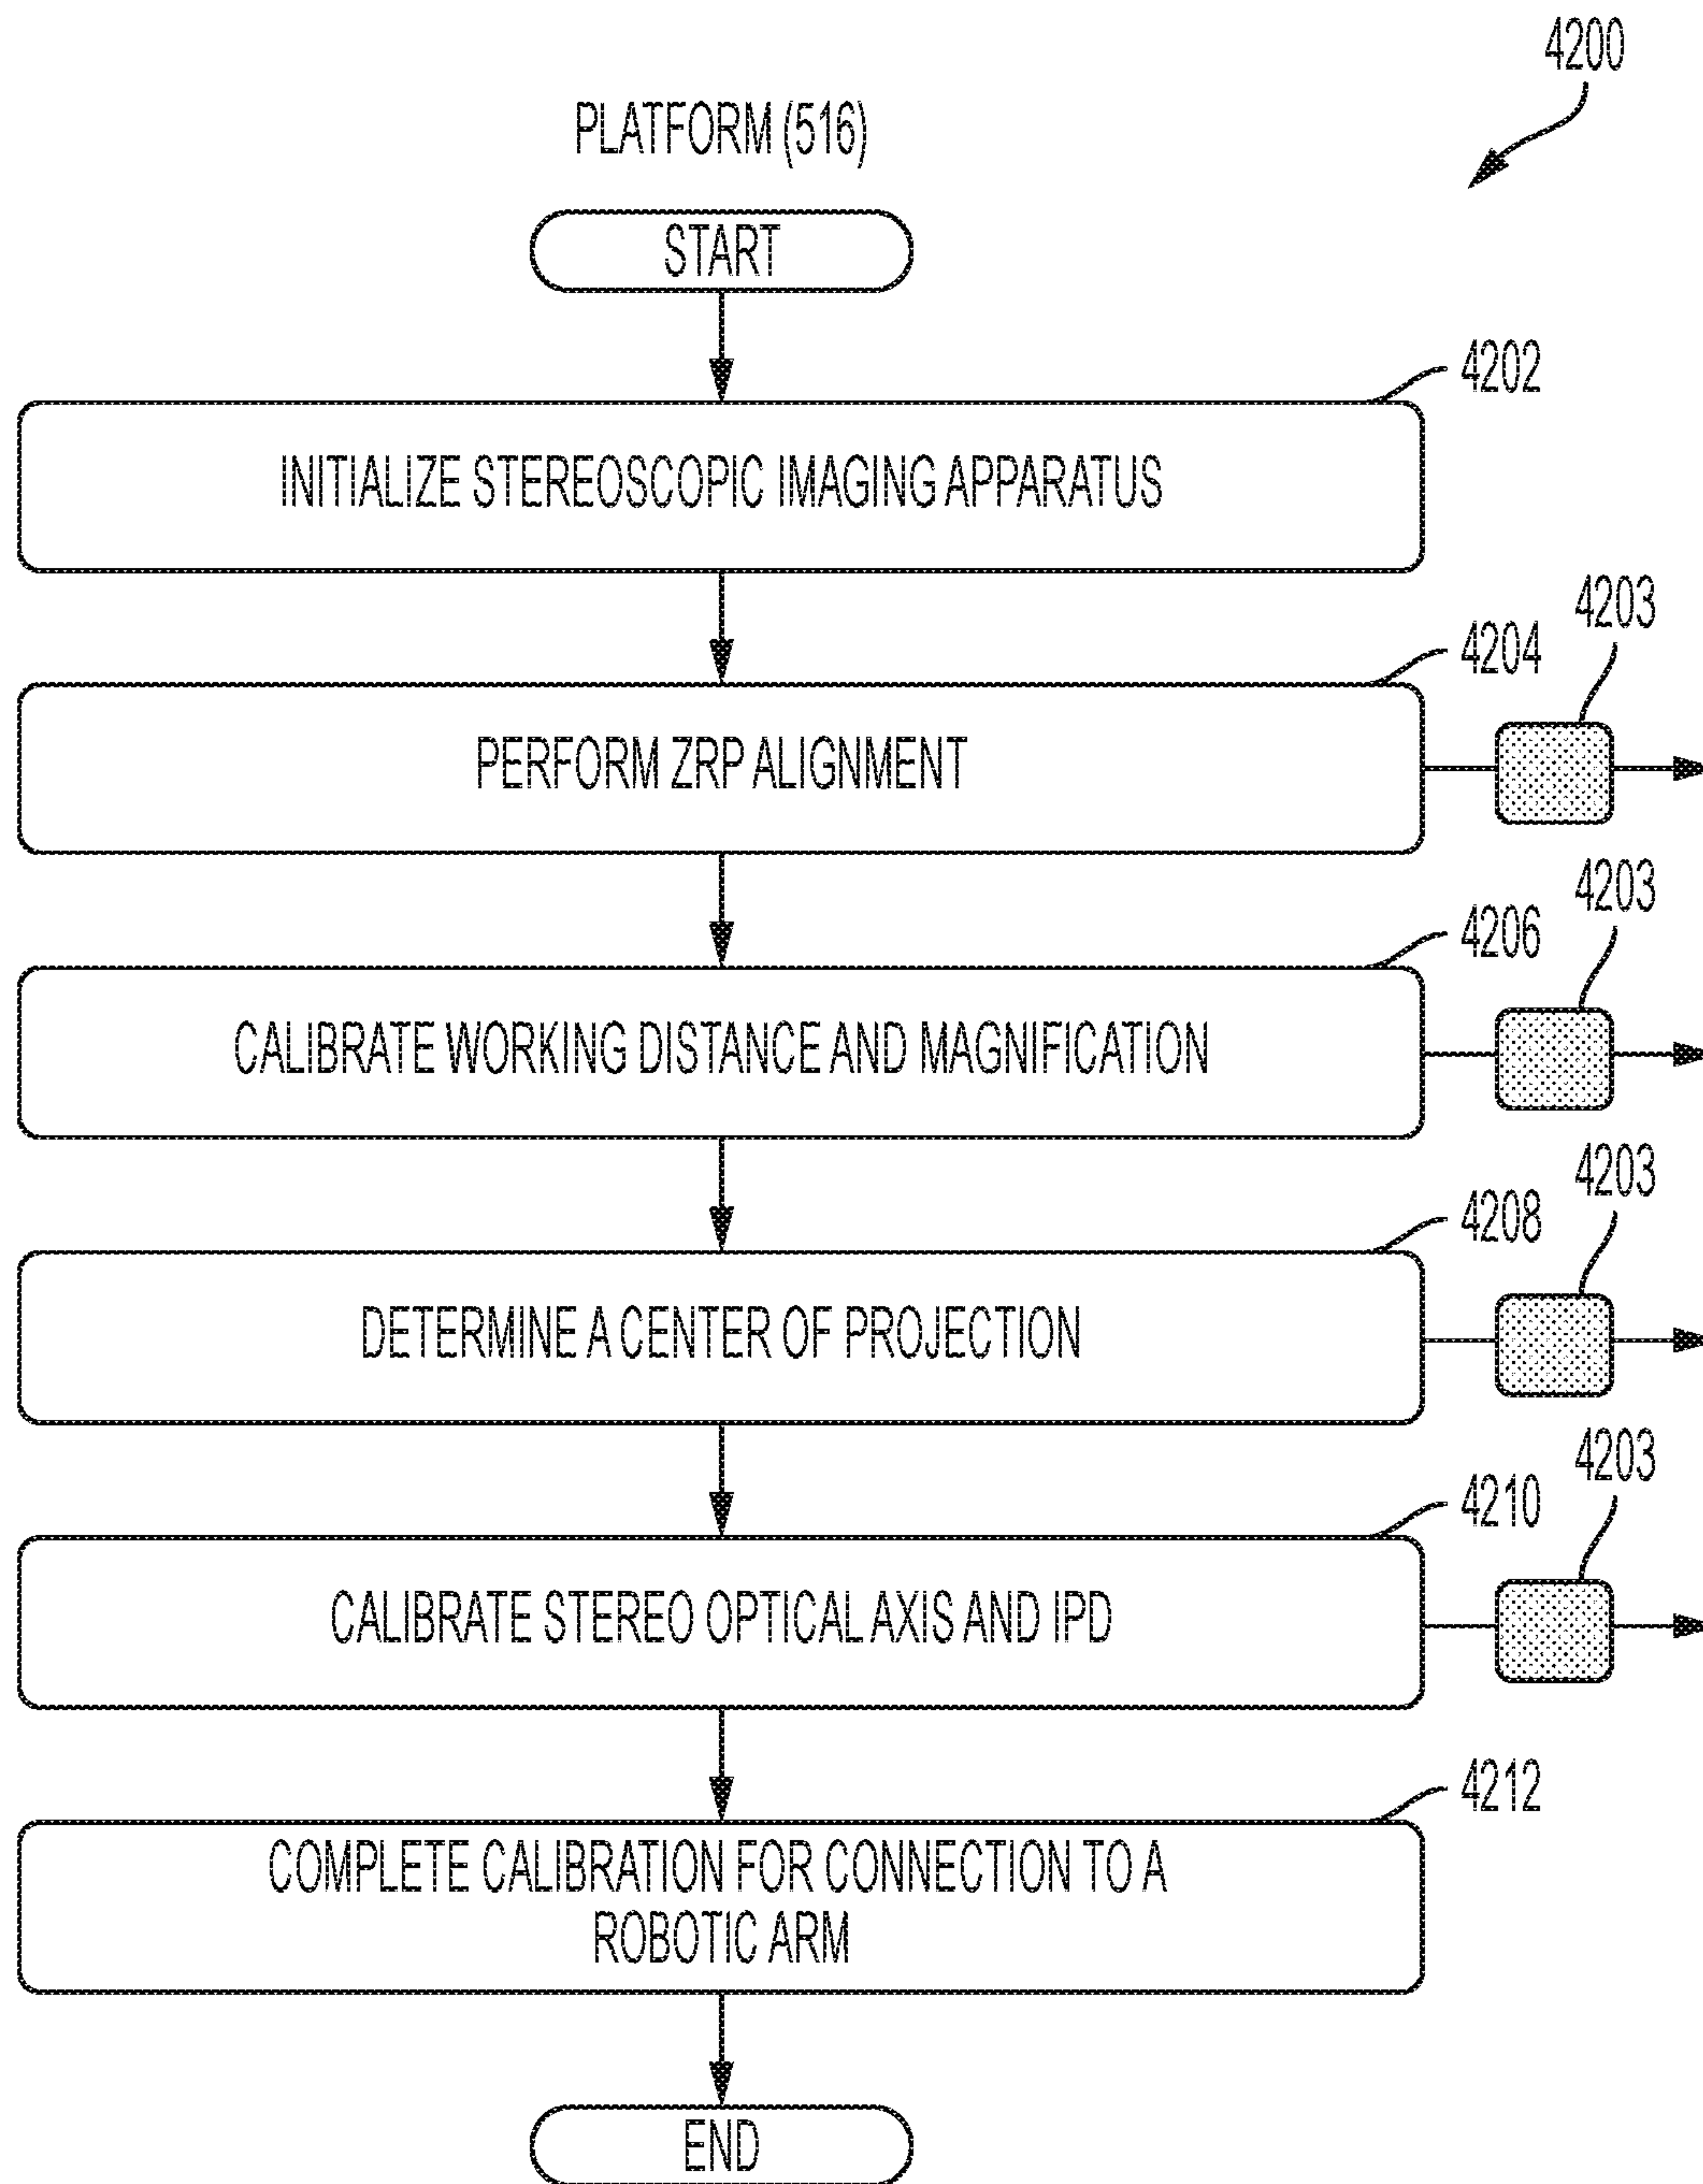 4200
PLATFORM (516)
START
4202
INITIALIZE STEREOSCOPIC IMAGING APPARATUS
4203
4204
PERFORM ZRP ALIGNMENT
4203
4206
CALIBRATE WORKING DISTANCE AND MAGNIFICATION
4203
4208
DETERMINE A CENTER OF PROJECTION
4203
4210
CALIBRATE STEREO OPTICAL AXIS AND IPD
4212
COMPLETE CALIBRATION FOR CONNECTION TO A
ROBOTIC ARM
END